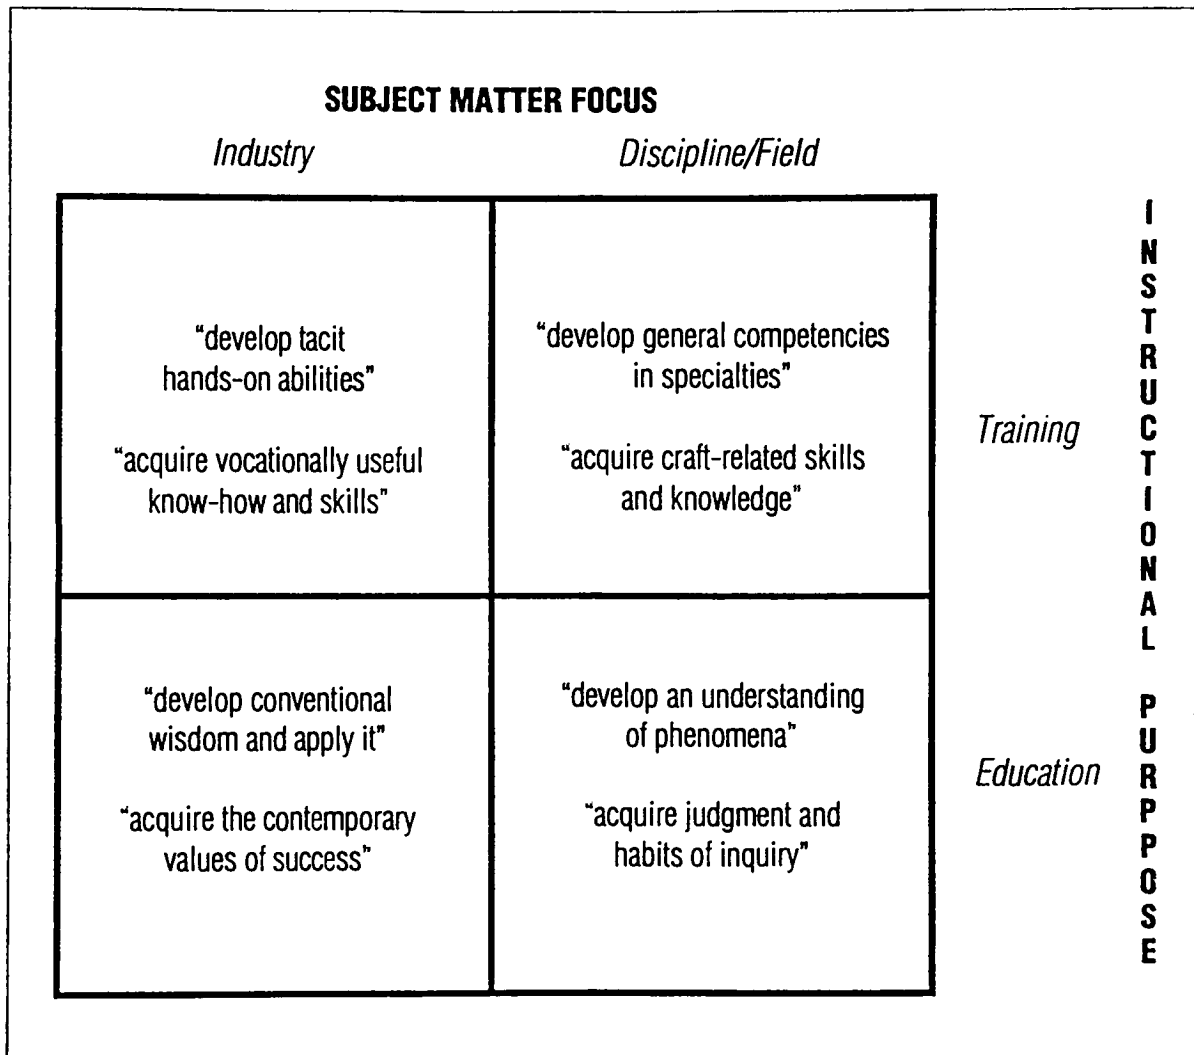 SUBJECT MATTER FOCUS
Industry
Discipline/Field
"develop tacit
hands-on abilities"
"acquire vocationally useful
know-how and skills"
"develop general competencies
in specialties"
"acquire craft-related skills
and knowledge"
Training
"develop conventional
wisdom and apply it"
"acquire the contemporary
values of success"
"develop an understanding
of phenomena"
"acquire judgment and
habits of inquiry"
Education
INSTRUCTIONAL PURPPOSE